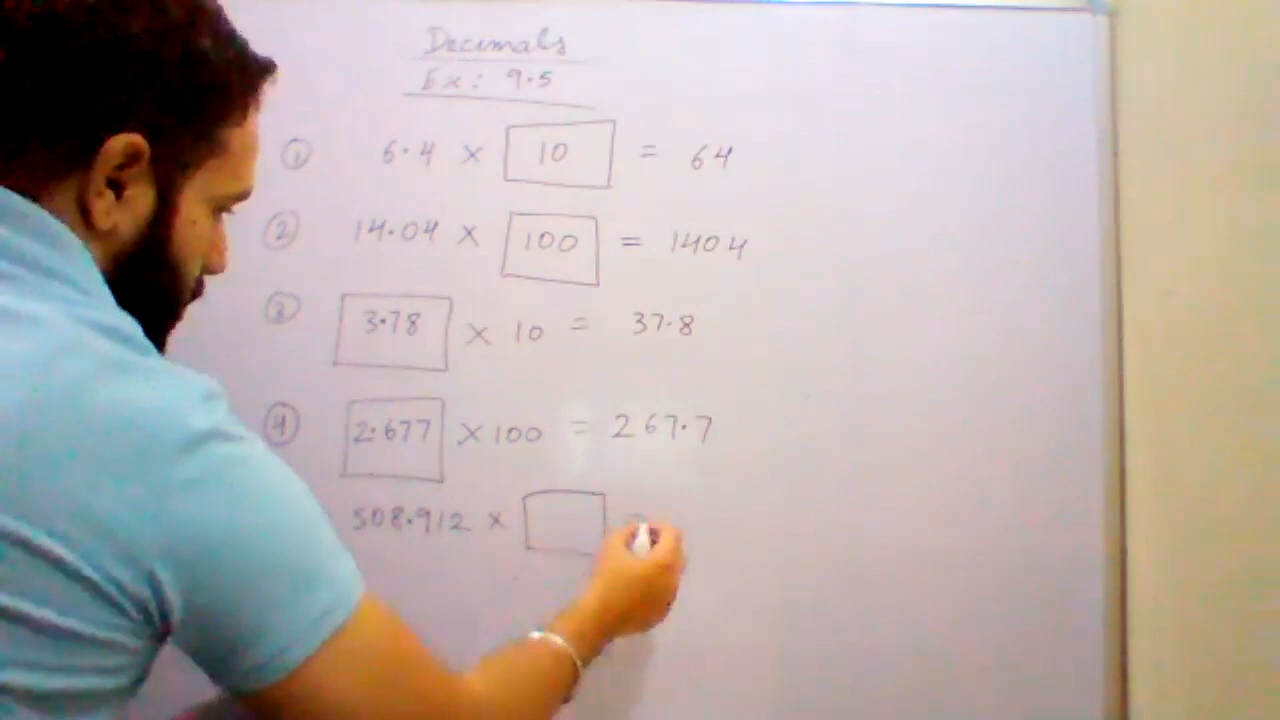 Decimals
Ex: 9.5
① 6.4 × 10 = 64
② 14.04 × 100 = 1404
③ 3.78 × 10 = 37.8
④ 2.677 × 100 = 267.7
508.912 × =